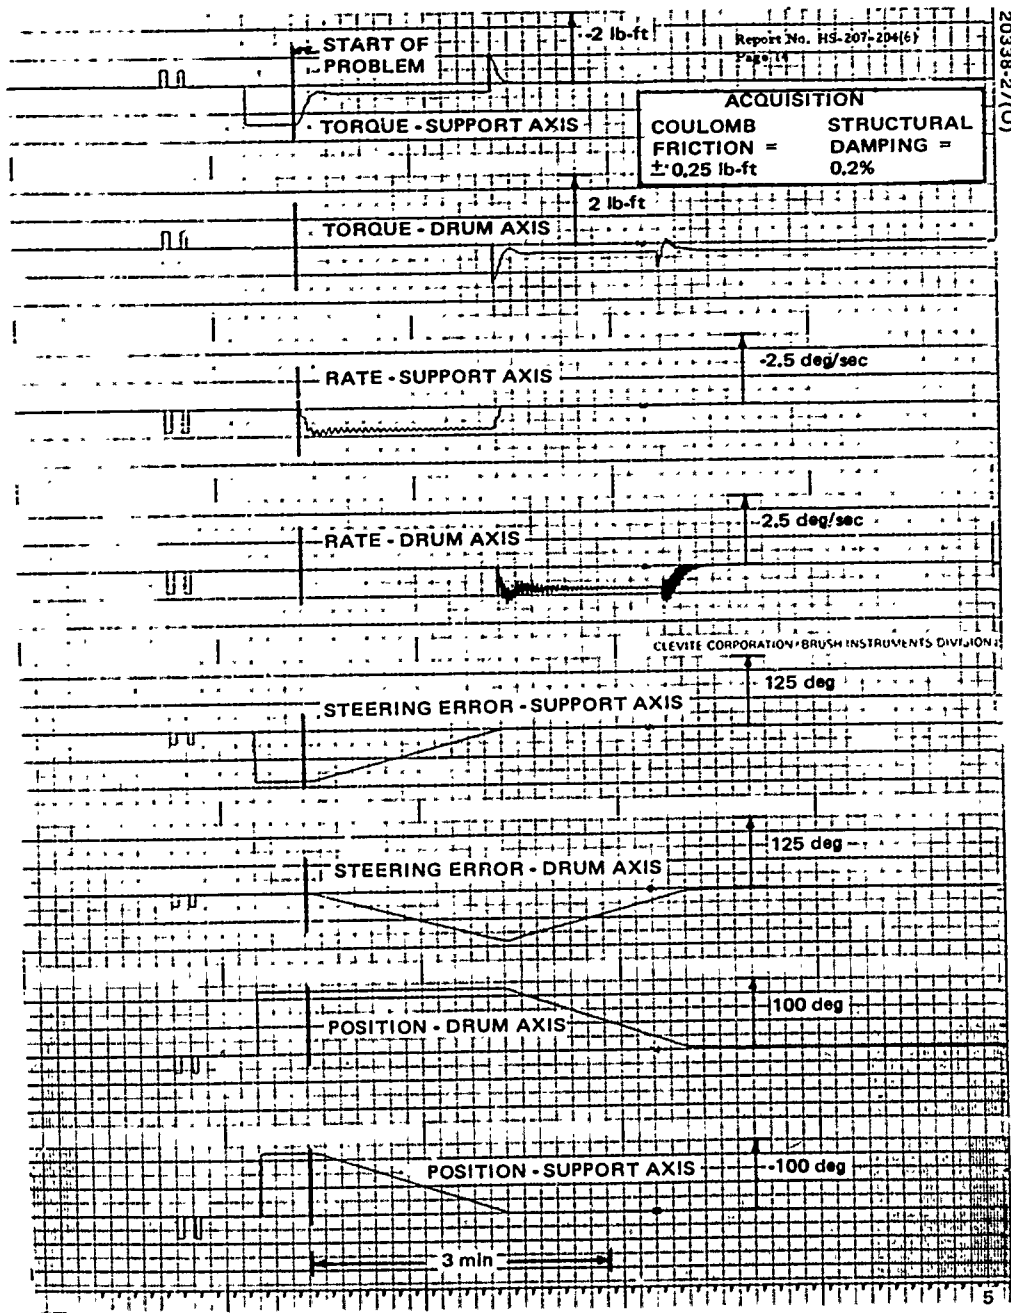 -2 lb-ft
Report No. HS-207-204(6)
Page 14
20338-27(U)
START OF
PROBLEM
ACQUISITION
COULOMB STRUCTURAL
FRICTION = DAMPING =
± 0.25 lb-ft 0.2%
TORQUE - SUPPORT AXIS
2 lb-ft
TORQUE - DRUM AXIS
-2.5 deg/sec
RATE - SUPPORT AXIS
2.5 deg/sec
RATE - DRUM AXIS
CLEVITE CORPORATION • BRUSH INSTRUMENTS DIVISION
125 deg
STEERING ERROR - SUPPORT AXIS
125 deg
STEERING ERROR - DRUM AXIS
100 deg
POSITION - DRUM AXIS
POSITION - SUPPORT AXIS
-100 deg
3 min
5